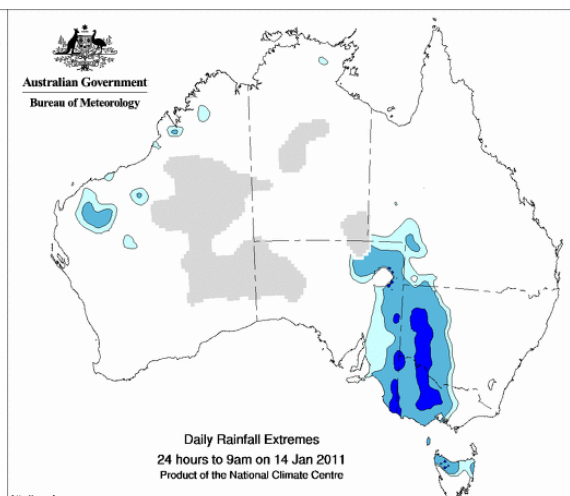 Australian Government
Bureau of Meteorology
Daily Rainfall Extremes
24 hours to 9am on 14 Jan 2011
Product of the National Climate Centre